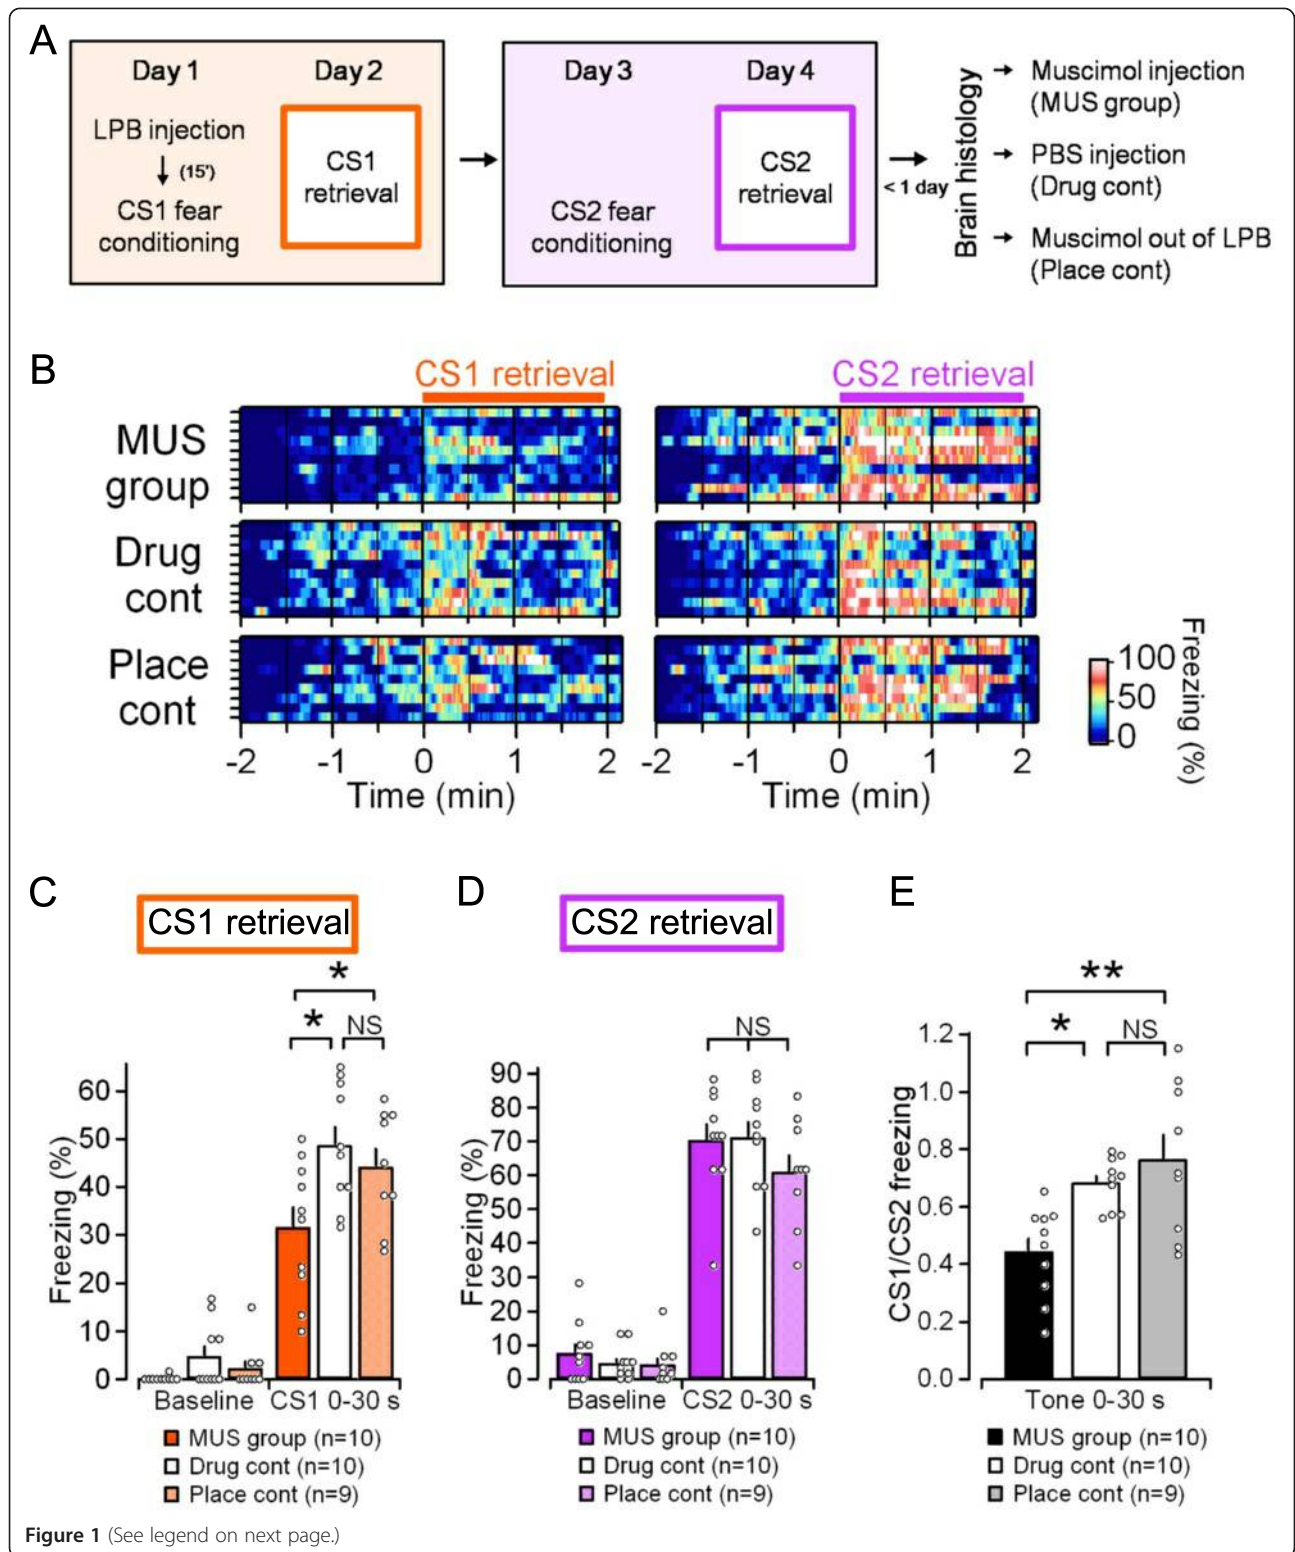 A
Day 1
Day 2
LPB injection
(15')
CS1 fear
conditioning
CS1
retrieval
Day 3
Day 4
CS2 fear
conditioning
CS2
retrieval
< 1 day
Brain histology
Muscimol injection
(MUS group)
PBS injection
(Drug cont)
Muscimol out of LPB
(Place cont)
B
CS1 retrieval
CS2 retrieval
MUS
group
Drug
cont
Place
cont
-2 -1 0 1 2
Time (min)
-2 -1 0 1 2
Time (min)
100
50
0
Freezing (%)
C
CS1 retrieval
*
*
NS
Freezing (%)
60
50
40
30
20
10
0
Baseline CS1 0-30 s
MUS group (n=10)
Drug cont (n=10)
Place cont (n=9)
D
CS2 retrieval
NS
Freezing (%)
90
80
70
60
50
40
30
20
10
0
Baseline CS2 0-30 s
MUS group (n=10)
Drug cont (n=10)
Place cont (n=9)
E
**
*
NS
CS1/CS2 freezing
1.2
1.0
0.8
0.6
0.4
0.2
0.0
Tone 0-30 s
MUS group (n=10)
Drug cont (n=10)
Place cont (n=9)
Figure 1 (See legend on next page.)